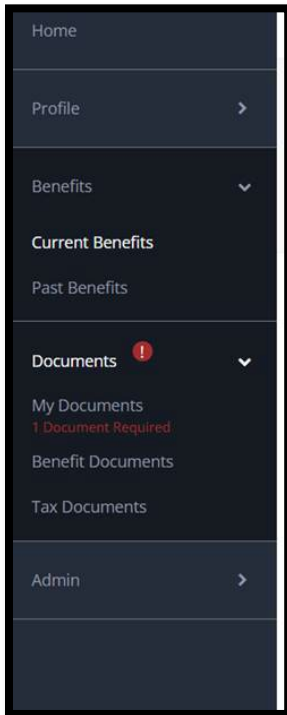 Home
Profile
Benefits
Current Benefits
Past Benefits
Documents !
My Documents
1 Document Required
Benefit Documents
Tax Documents
Admin